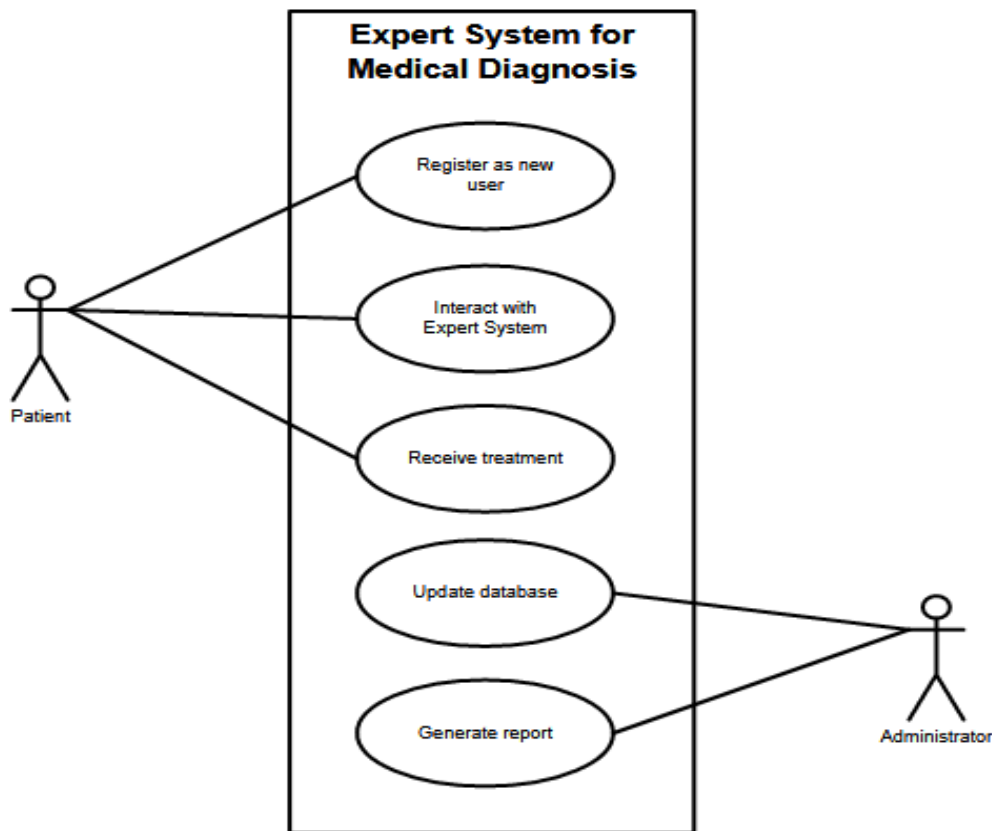 Expert System for
Medical Diagnosis
Register as new
user
Interact with
Expert System
Patient
Receive treatment
Update database
Generate report
Administrator